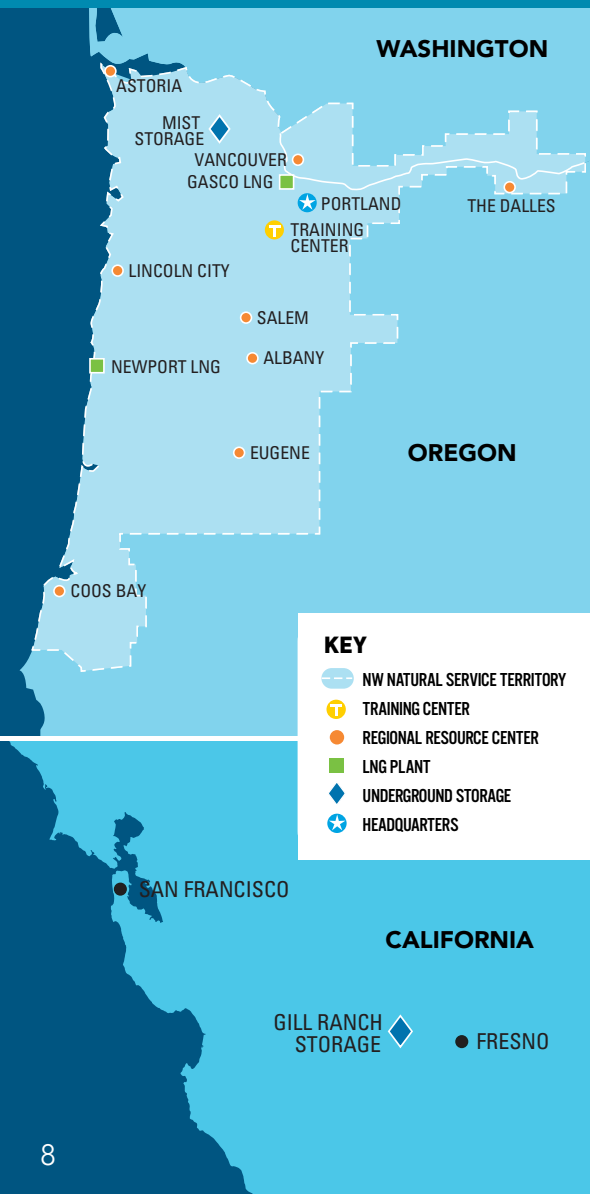 WASHINGTON
ASTORIA
MIST
STORAGE
VANCOUVER
GASCO LNG
PORTLAND
THE DALLES
T
TRAINING
CENTER
LINCOLN CITY
SALEM
ALBANY
NEWPORT LNG
EUGENE
OREGON
COOS BAY
KEY
NW NATURAL SERVICE TERRITORY
T
TRAINING CENTER
REGIONAL RESOURCE CENTER
LNG PLANT
UNDERGROUND STORAGE
HEADQUARTERS
SAN FRANCISCO
CALIFORNIA
GILL RANCH
STORAGE
FRESNO
8